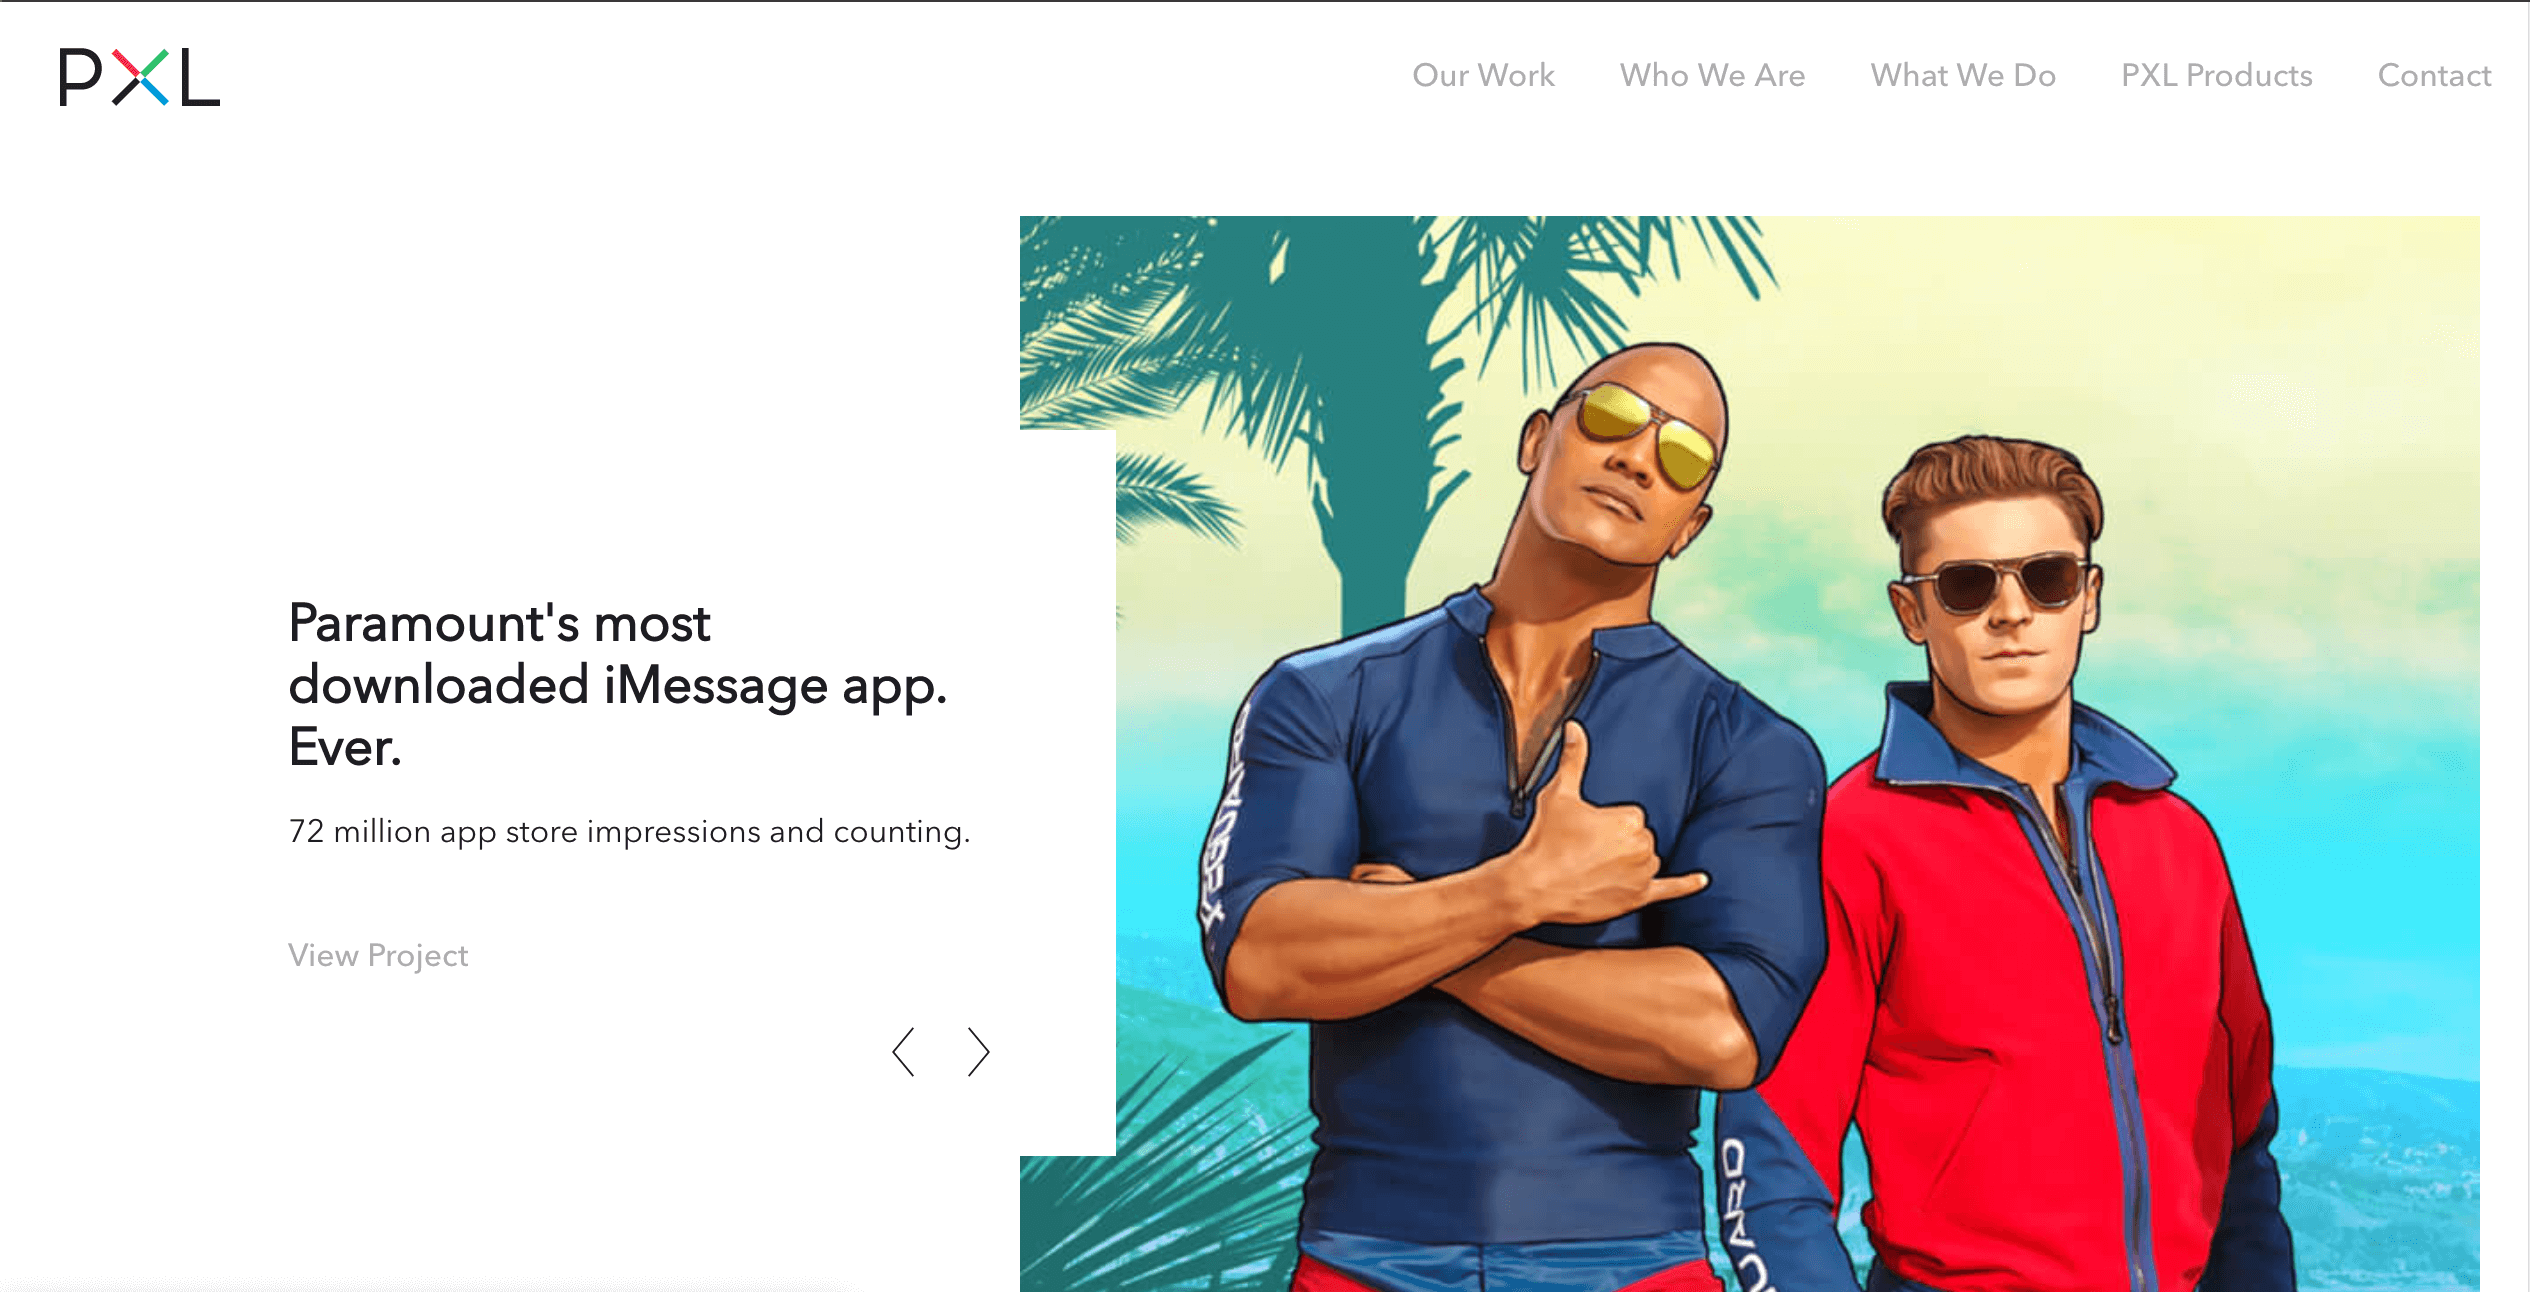 PXL
Our Work Who We Are What We Do PXL Products Contact
Paramount's most
downloaded iMessage app.
Ever.
72 million app store impressions and counting.
View Project